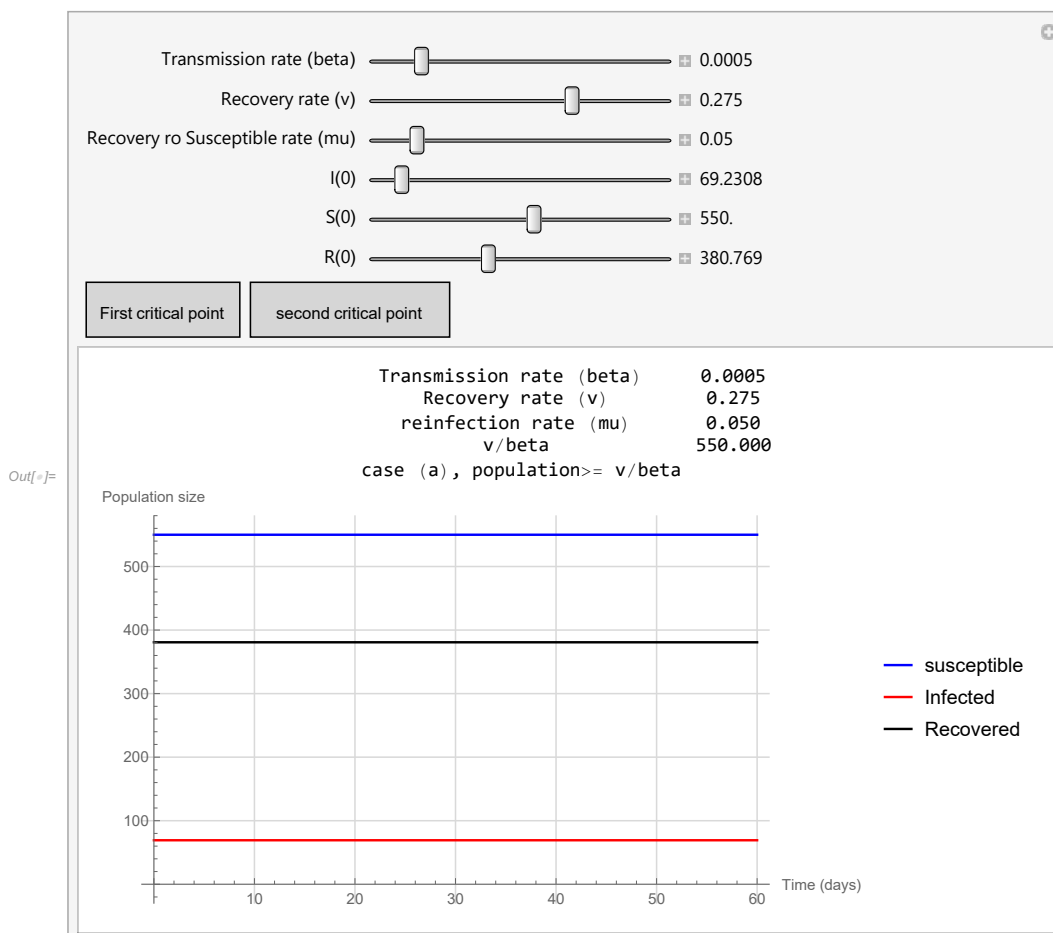 Transmission rate (beta) 0.0005
Recovery rate (v) 0.275
Recovery ro Susceptible rate (mu) 0.05
I(0) 69.2308
S(0) 550.
R(0) 380.769
First critical point second critical point
Transmission rate (beta) 0.0005
Recovery rate (v) 0.275
reinfection rate (mu) 0.050
v/beta 550.000
case (a), population>= v/beta
Out[*]=
Population size
500
400
300
200
100
susceptible
Infected
Recovered
Time (days)
10 20 30 40 50 60